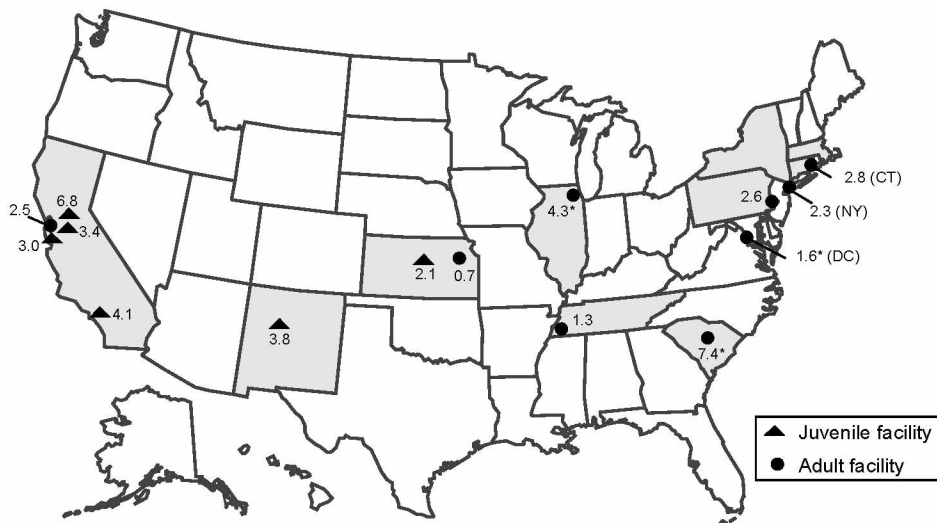 2.8 (CT)
2.6
2.3 (NY)
4.3*
6.8
2.5
3.4
3.0
1.6* (DC)
2.1
0.7
4.1
1.3
3.8
7.4*
Juvenile facility
Adult facility